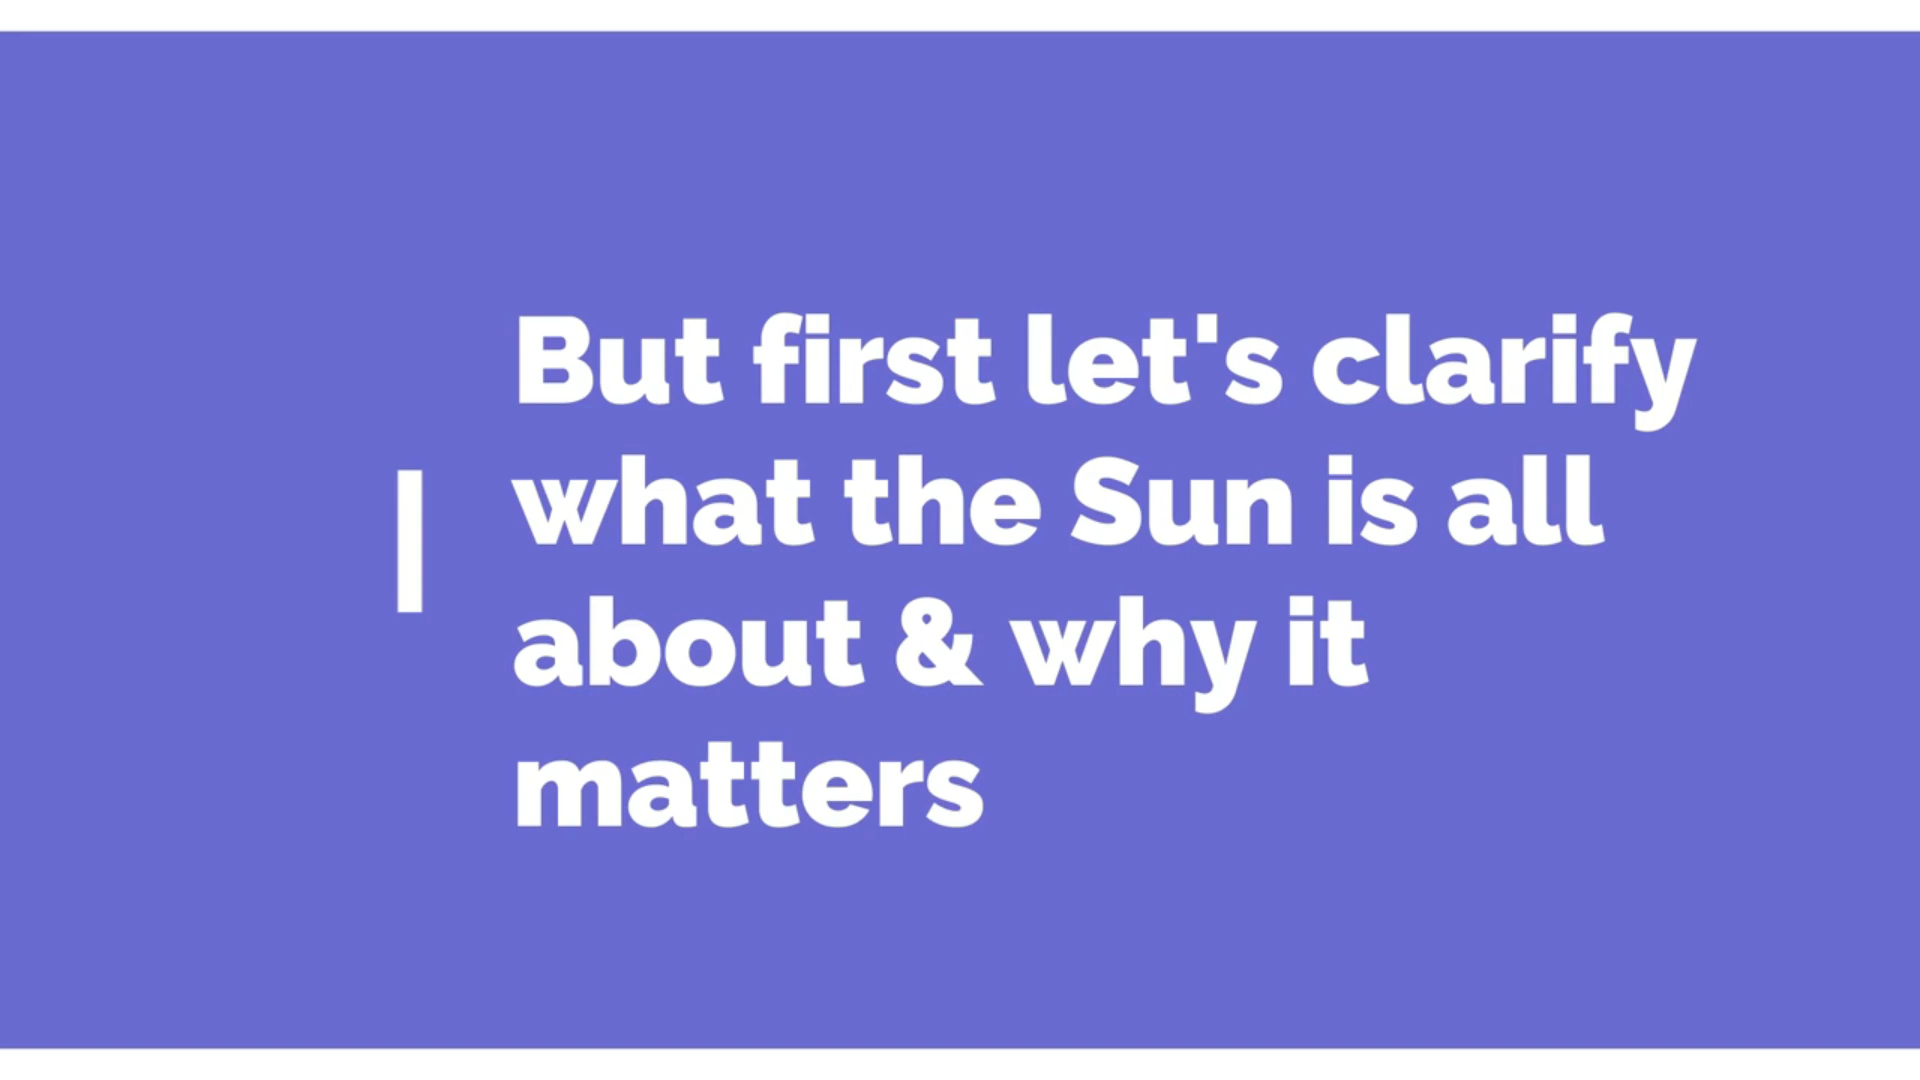 But first let's clarify
what the Sun is all
about & why it
matters